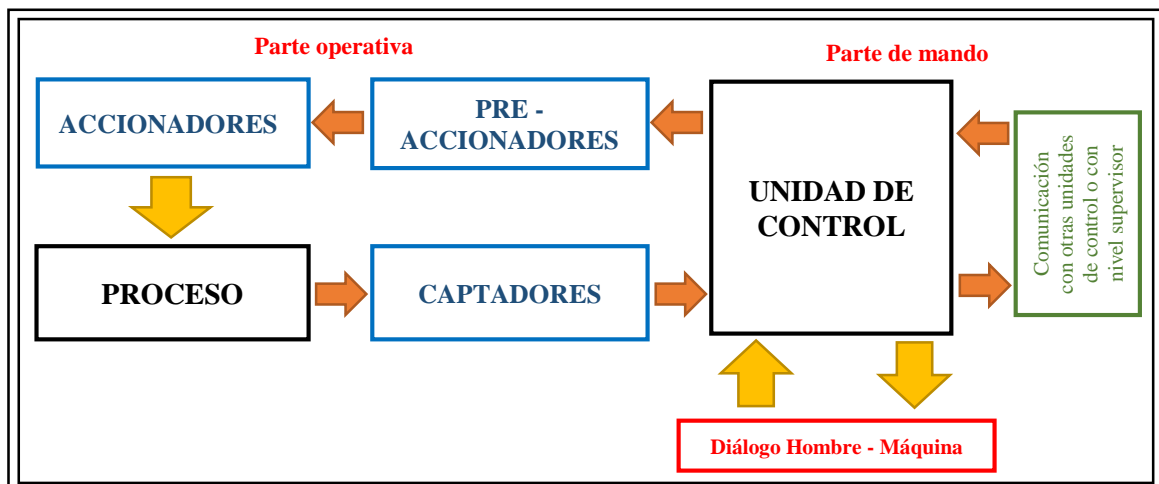 Parte operativa
Parte de mando
ACCIONADORES
PRE -
ACCIONADORES
UNIDAD DE
CONTROL
Comunicación
con otras unidades
de control o con
nivel supervisor
PROCESO
CAPTADORES
Diálogo Hombre - Máquina